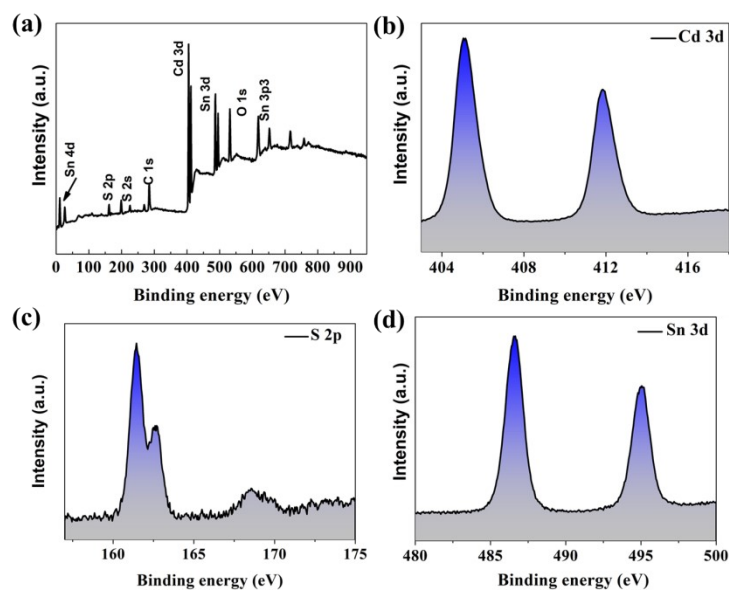 (a)
Intensity (a.u.)
Sn 4d
S 2p
S 2s
C 1s
Cd 3d
Sn 3d
O 1s
Sn 3p3
0 100 200 300 400 500 600 700 800 900
Binding energy (eV)
(b)
Cd 3d
Intensity (a.u.)
404 408 412 416
Binding energy (eV)
(c)
S 2p
Intensity (a.u.)
160 165 170 175
Binding energy (eV)
(d)
Sn 3d
Intensity (a.u.)
480 485 490 495 500
Binding energy (eV)